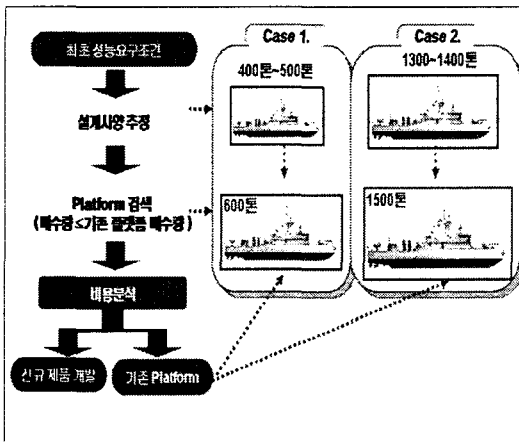 최초 성능요구조건
설계사양 추정
Platform 검색
(배수량≤기존 플랫폼 배수량)
비용분석
신규 제품 개발
기존 Platform
Case 1.
400톤~500톤
600톤
Case 2.
1300~1400톤
1500톤